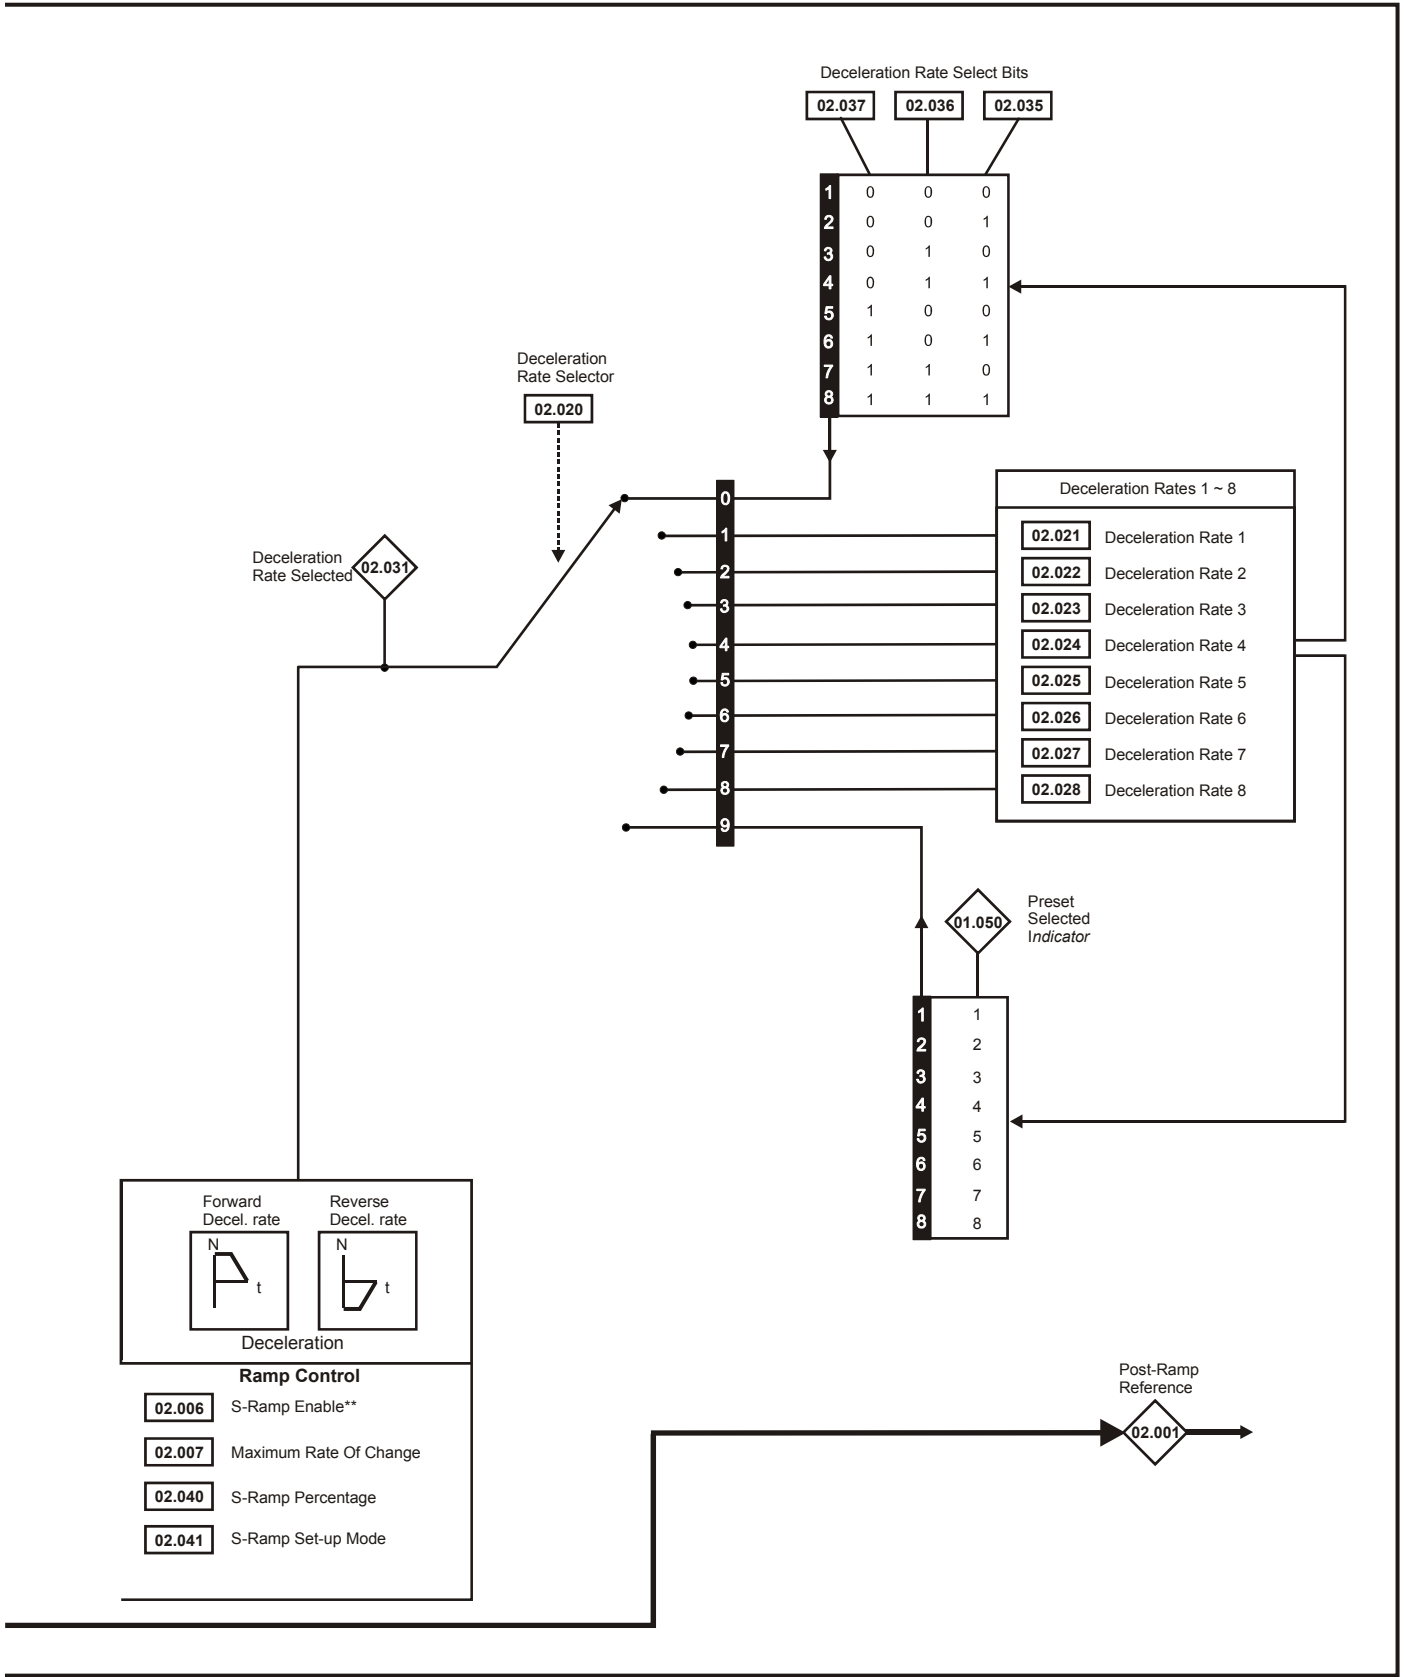 Deceleration Rate Select Bits
02.037 02.036 02.035
1 0 0 0
2 0 0 1
3 0 1 0
4 0 1 1
5 1 0 0
6 1 0 1
7 1 1 0
8 1 1 1
Deceleration
Rate Selector
02.020
Deceleration
Rate Selected
02.031
0
1
2
3
4
5
6
7
8
9
Deceleration Rates 1 ~ 8
02.021 Deceleration Rate 1
02.022 Deceleration Rate 2
02.023 Deceleration Rate 3
02.024 Deceleration Rate 4
02.025 Deceleration Rate 5
02.026 Deceleration Rate 6
02.027 Deceleration Rate 7
02.028 Deceleration Rate 8
01.050
Preset
Selected
Indicator
1 1
2 2
3 3
4 4
5 5
6 6
7 7
8 8
Forward
Decel. rate
N
t
Reverse
Decel. rate
N
t
Deceleration
Ramp Control
02.006 S-Ramp Enable**
02.007 Maximum Rate Of Change
02.040 S-Ramp Percentage
02.041 S-Ramp Set-up Mode
Post-Ramp
Reference
02.001